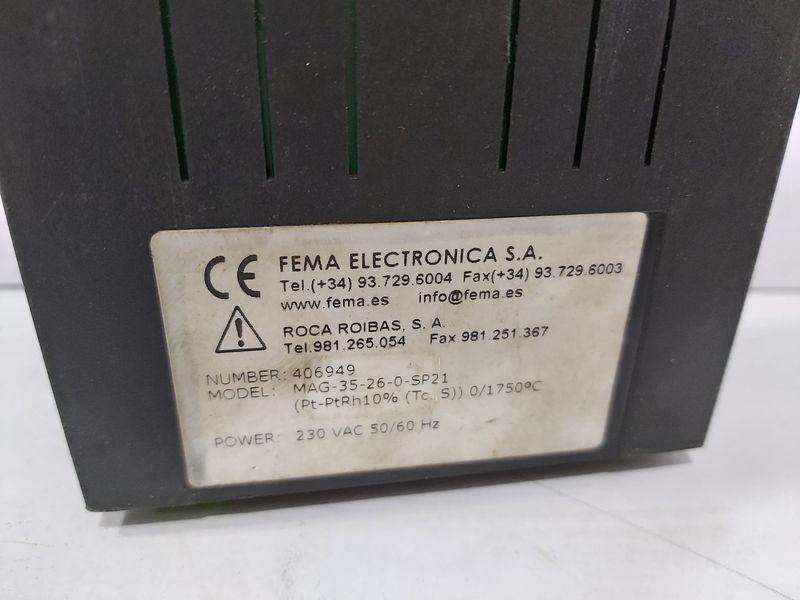 CE FEMA ELECTRONICA S.A.
Tel.(+34) 93.729.6004 Fax(+34) 93.729.6003
www.fema.es info@fema.es
ROCA ROIBAS, S. A.
Tel.981.265.054 Fax 981.251.367
NUMBER: 406949
MODEL: MAG-35-26-0-SP21
(Pt-PtRh10% (Tc. S)) 0/1750ºC
POWER: 230 VAC 50/60 Hz